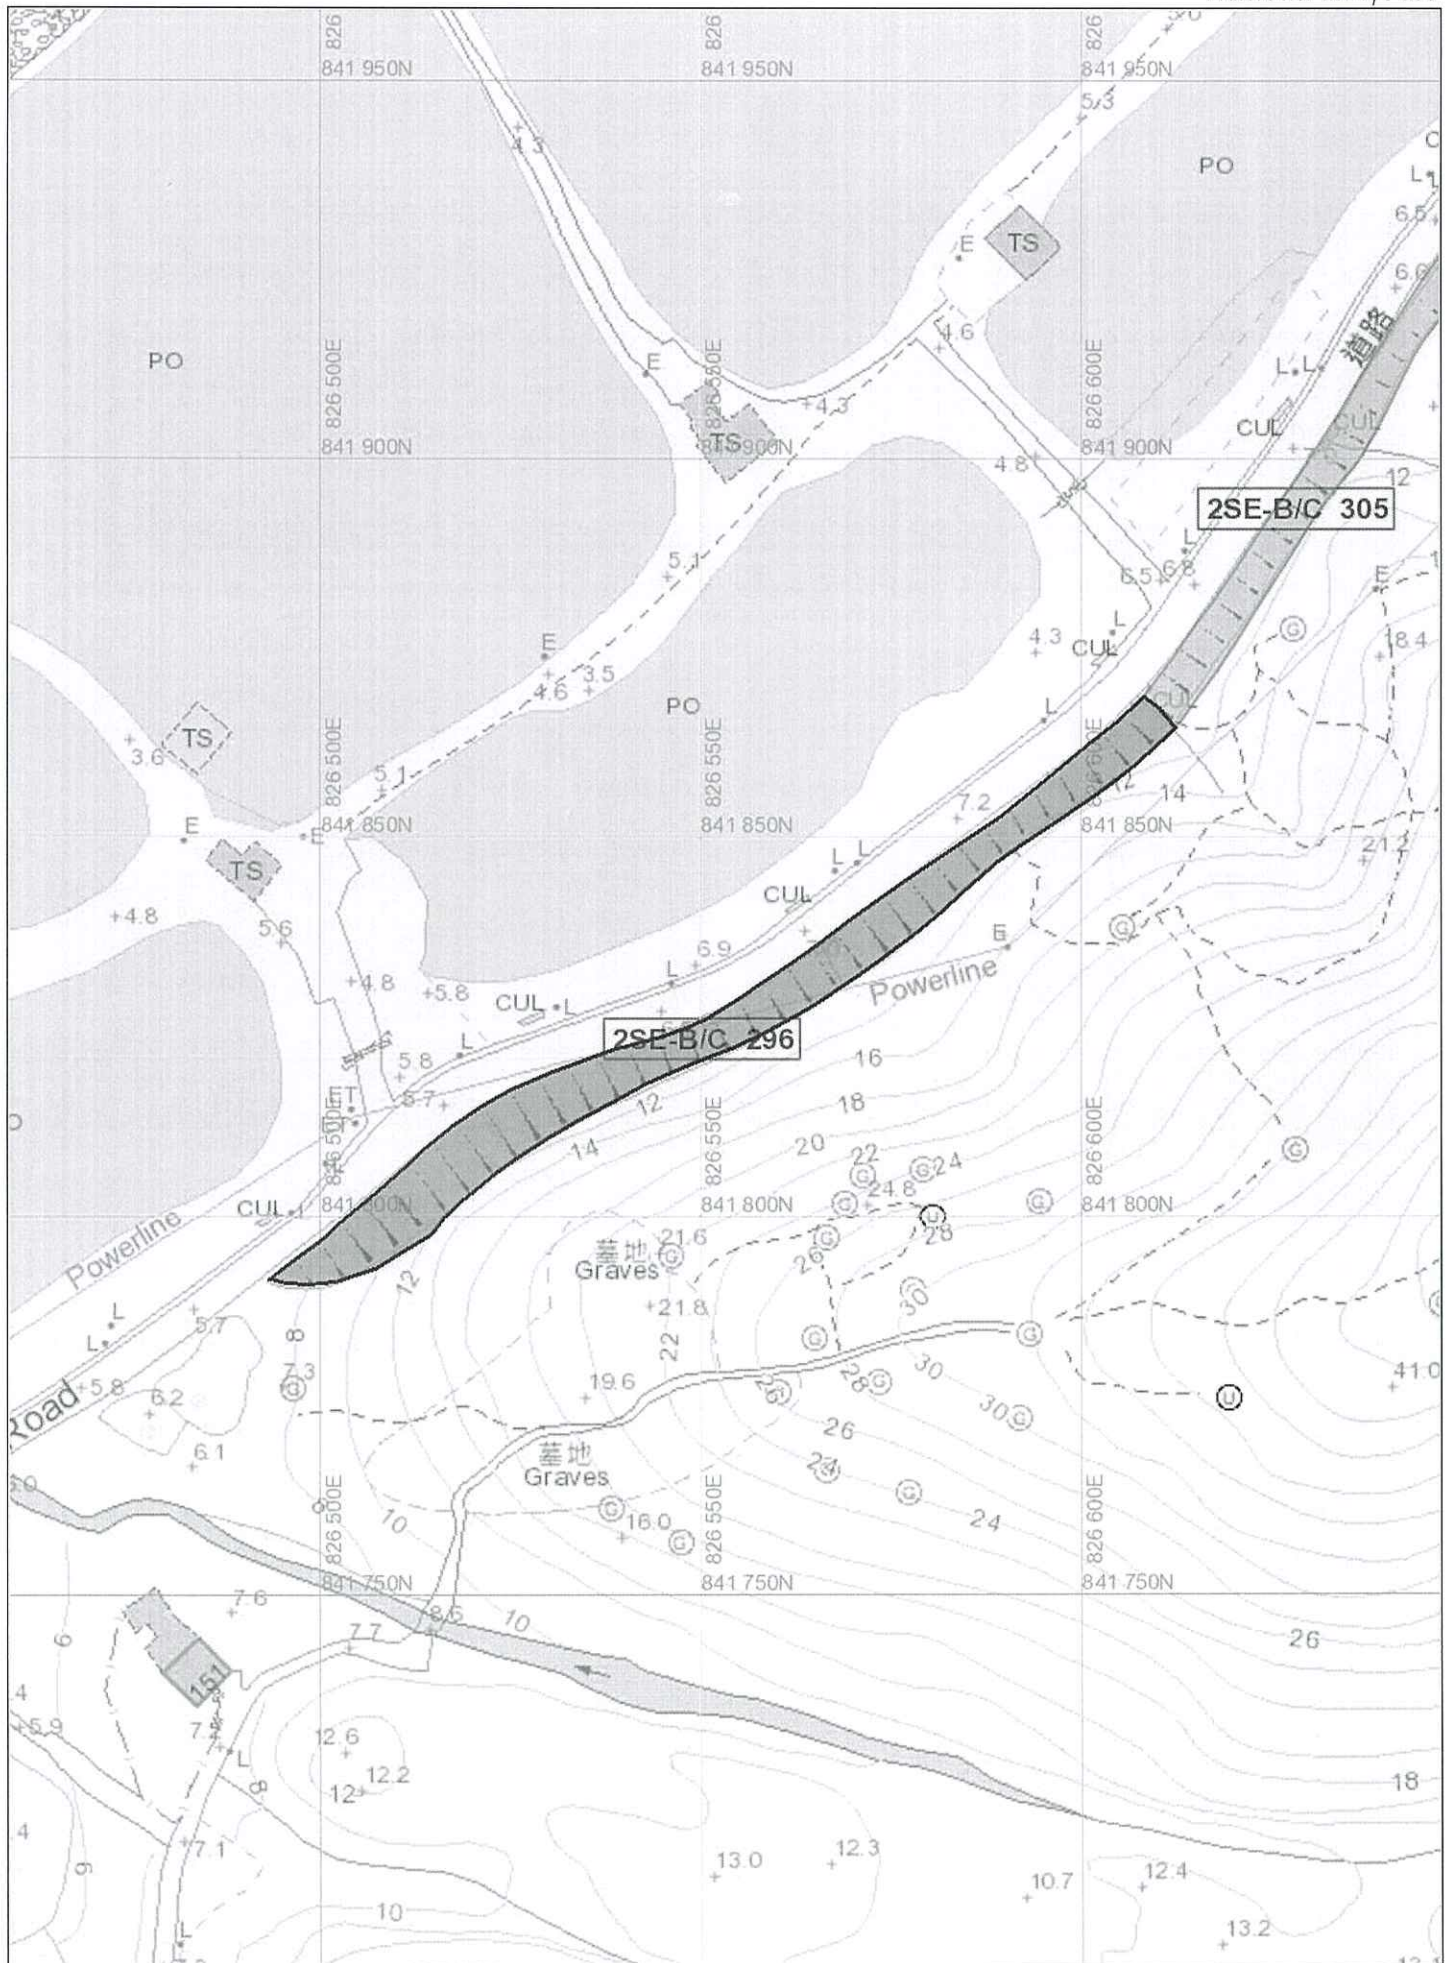 826
826
826
841 950N
841 950N
841 950N
5.3
4.3
PO
C
L
TS
E
6.5
6.6
道路
4.6
PO
E
826 500E
826 550E
826 600E
L
L
4.3
CUL
CUL
TS
841 900N
841 900N
841 900N
4.8
12
2SE-B/C 305
L
5.1
6.5
6.8
E
L
G
E
4.3
CUL
18.4
4.6
3.5
PO
CUL
L
TS
3.6
5.1
826 500E
826 550E
826 600E
12
14
7.2
E
E
841 850N
841 850N
841 850N
L
L
21.2
TS
CUL
4.8
5.6
G
E
6.9
4.8
5.8
L
Powerline
CUL
L
2SE-B/C 296
L
5.8
16
5.7
12
18
T
14
20
22
24
G
G
G
826 500E
826 550E
826 600E
24.8
G
G
CUL
841 800N
841 800N
841 800N
U
28
Powerline
墓地
Graves
21.6
G
G
26
12
G
30
L
L
5.7
8
21.8
22
G
G
7.3
G
30
41.0
Road
5.8
6.2
19.6
26
G
28
G
U
30
G
6.1
墓地
Graves
26
24
G
826 500E
826 550E
826 600E
10
G
16.0
G
G
24
841 750N
841 750N
841 750N
7.6
8.5
10
6
7.7
26
151
5.9
L
12.6
12.2
12
8
18
7.1
6
13.0
12.3
12.4
10.7
10
13.2
L